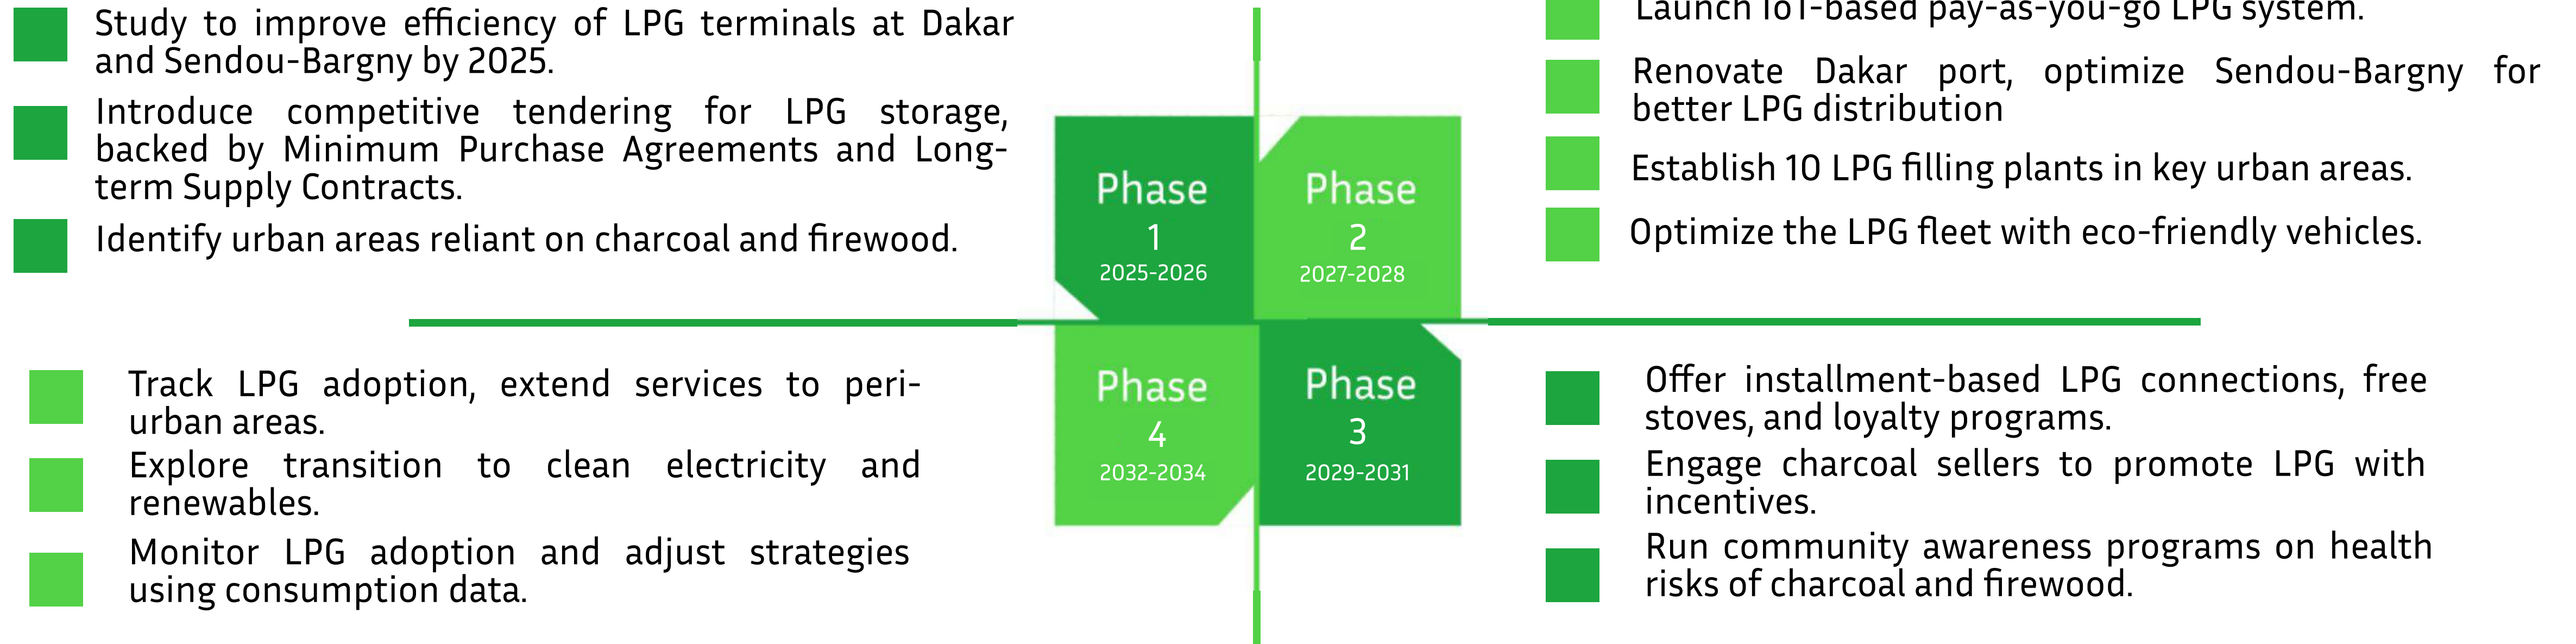 Study to improve efficiency of LPG terminals at Dakar
and Sendou-Bargny by 2025.
Introduce competitive tendering for LPG storage,
backed by Minimum Purchase Agreements and Long-
term Supply Contracts.
Identify urban areas reliant on charcoal and firewood.
Phase
1
2025-2026
Phase
2
2027-2028
Launch IoT-based pay-as-you-go LPG system.
Renovate Dakar port, optimize Sendou-Bargny for
better LPG distribution
Establish 10 LPG filling plants in key urban areas.
Optimize the LPG fleet with eco-friendly vehicles.
Track LPG adoption, extend services to peri-
urban areas.
Explore transition to clean electricity and
renewables.
Monitor LPG adoption and adjust strategies
using consumption data.
Phase
4
2032-2034
Phase
3
2029-2031
Offer installment-based LPG connections, free
stoves, and loyalty programs.
Engage charcoal sellers to promote LPG with
incentives.
Run community awareness programs on health
risks of charcoal and firewood.